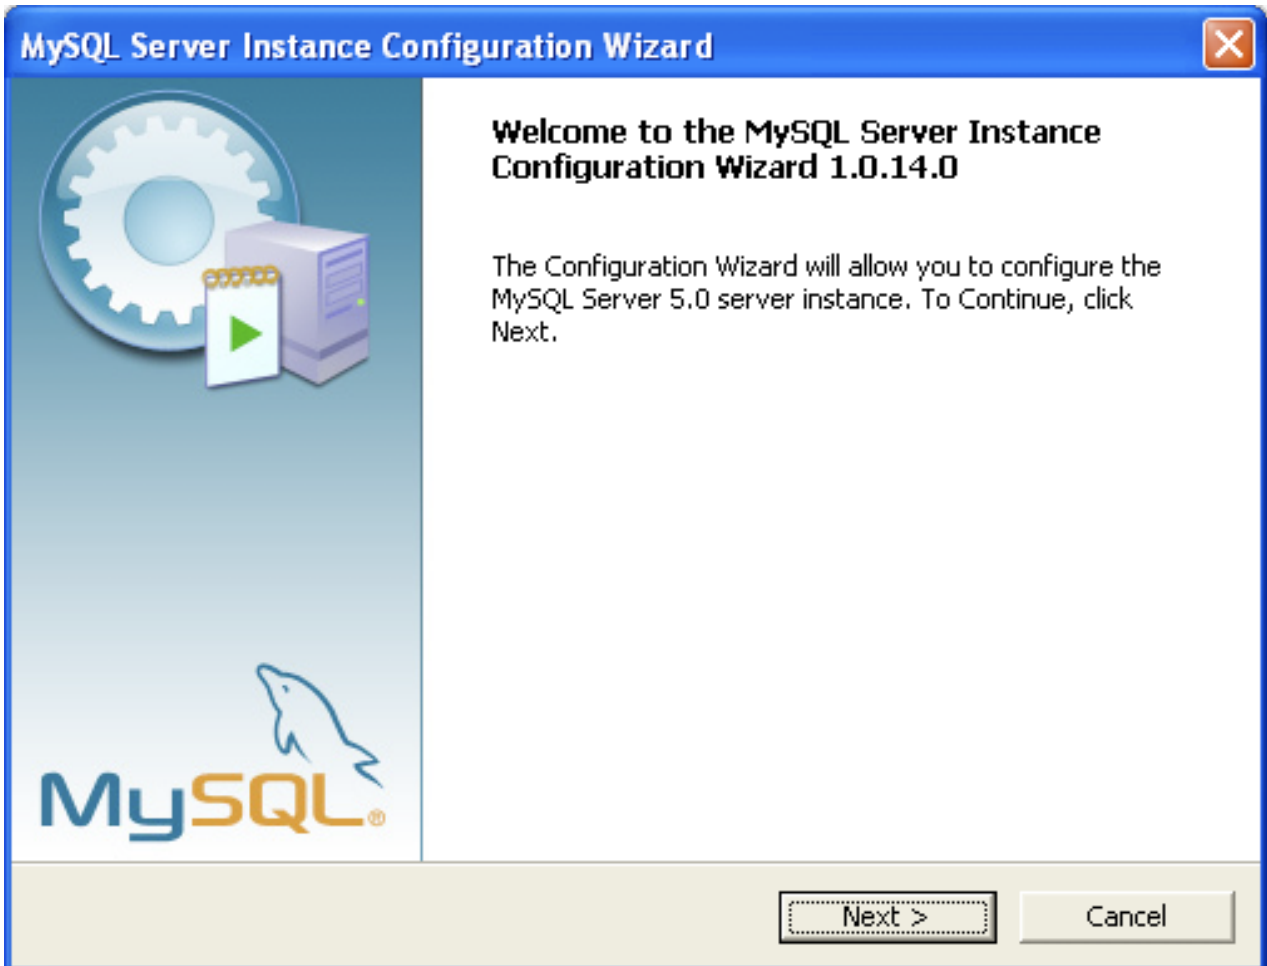 MySQL Server Instance Configuration Wizard
Welcome to the MySQL Server Instance
Configuration Wizard 1.0.14.0
The Configuration Wizard will allow you to configure the
MySQL Server 5.0 server instance. To Continue, click
Next.
MySQL®
Next >
Cancel